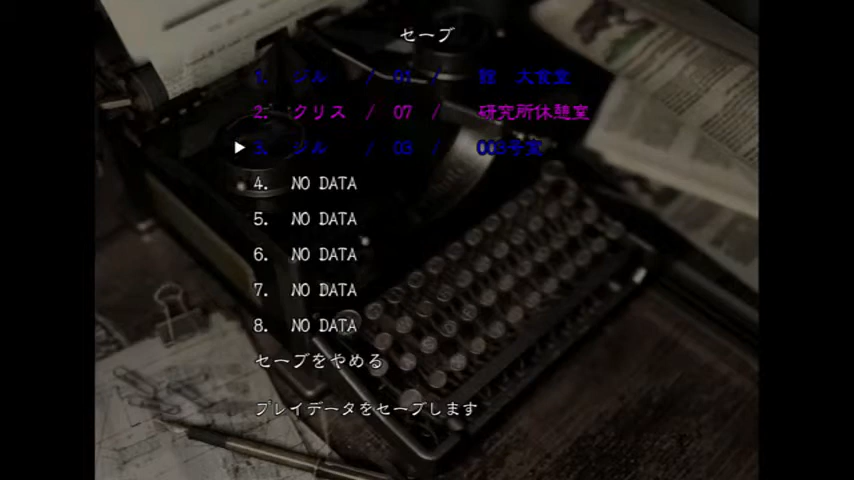 セーブ
1. ジル / 01 / 館 大食堂
2. クリス / 07 / 研究所休憩室
▶ 3. ジル / 03 / 003号室
4. NO DATA
5. NO DATA
6. NO DATA
7. NO DATA
8. NO DATA
セーブをやめる
プレイデータをセーブします